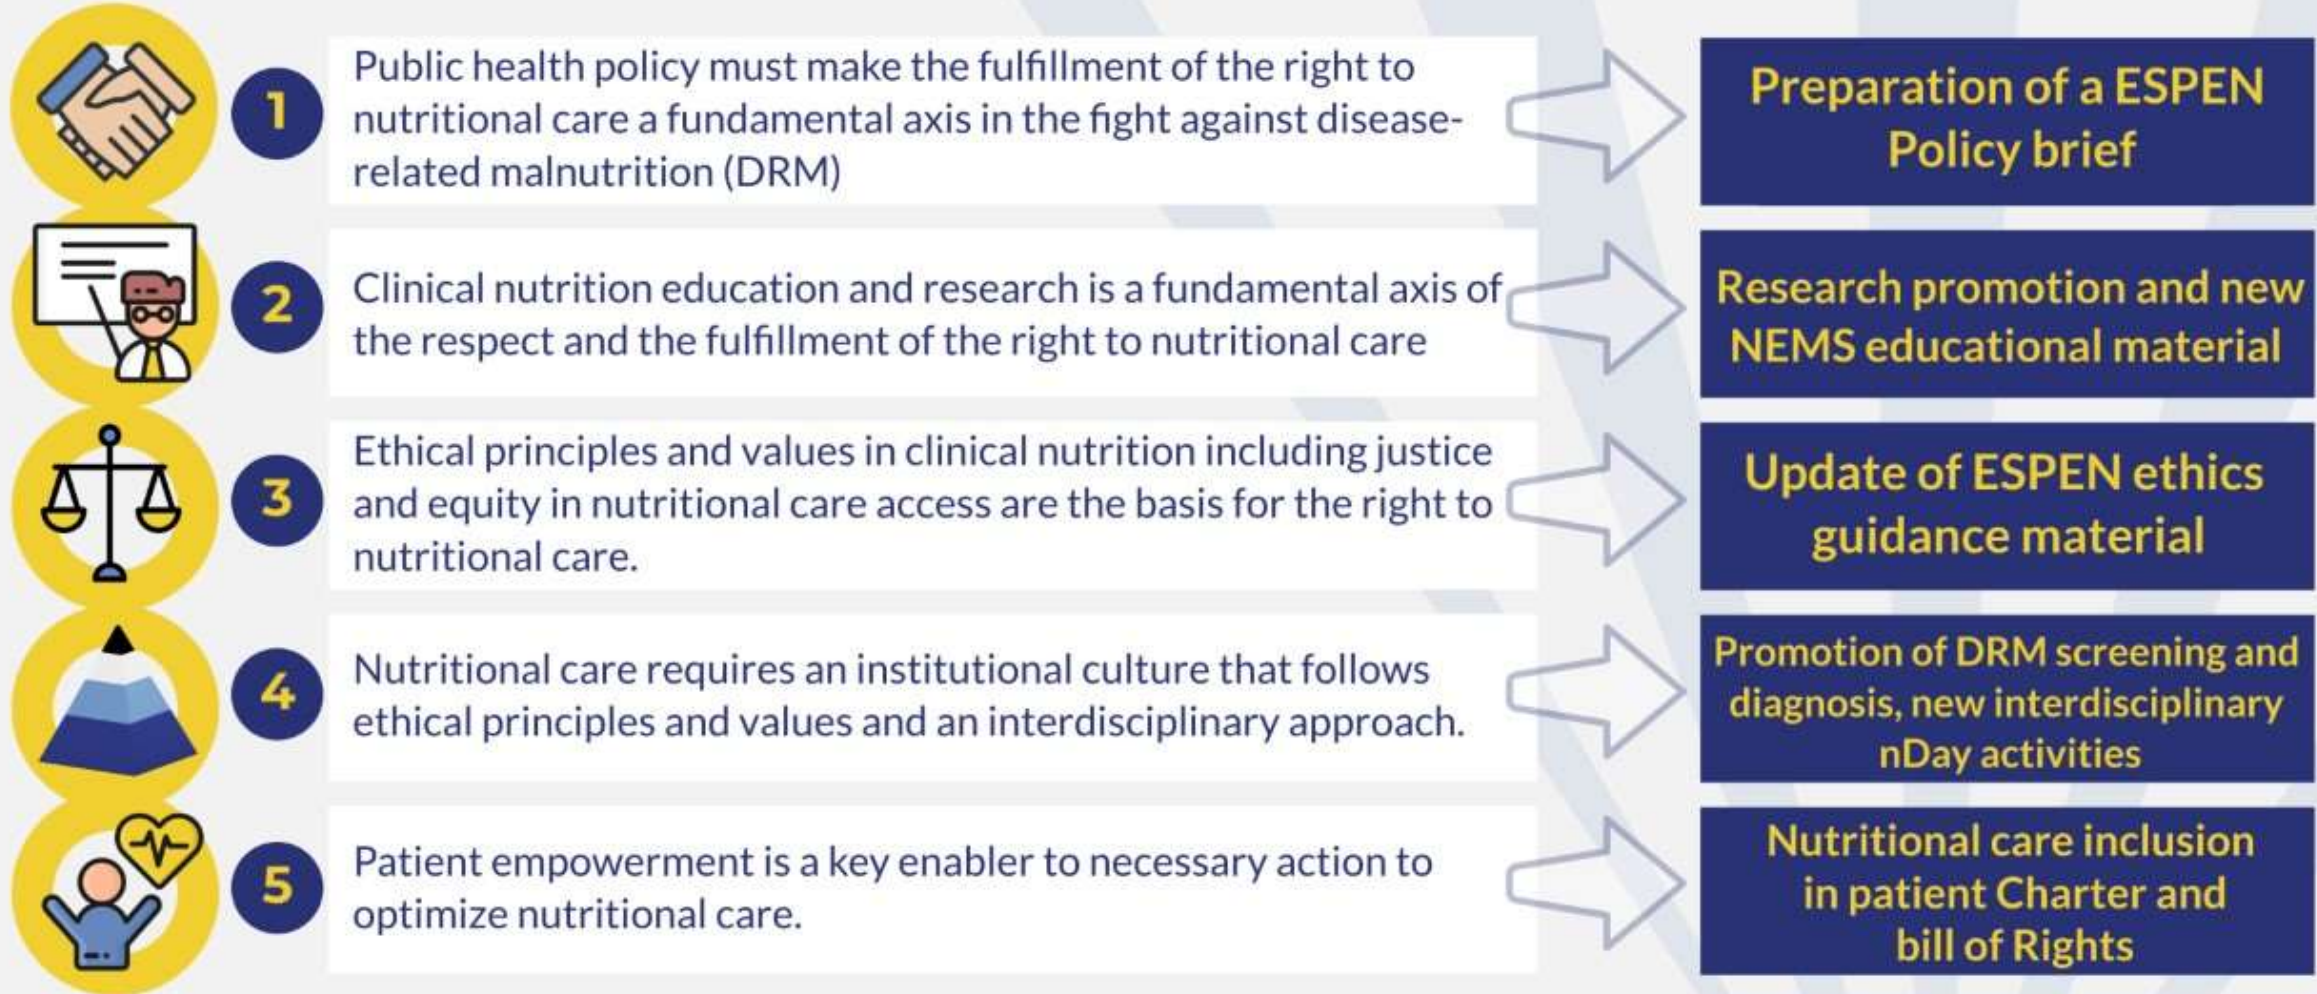 1
Public health policy must make the fulfillment of the right to
nutritional care a fundamental axis in the fight against disease-
related malnutrition (DRM)
Preparation of a ESPEN
Policy brief
2
Clinical nutrition education and research is a fundamental axis of
the respect and the fulfillment of the right to nutritional care
Research promotion and new
NEMS educational material
3
Ethical principles and values in clinical nutrition including justice
and equity in nutritional care access are the basis for the right to
nutritional care.
Update of ESPEN ethics
guidance material
4
Nutritional care requires an institutional culture that follows
ethical principles and values and an interdisciplinary approach.
Promotion of DRM screening and
diagnosis, new interdisciplinary
nDay activities
5
Patient empowerment is a key enabler to necessary action to
optimize nutritional care.
Nutritional care inclusion
in patient Charter and
bill of Rights